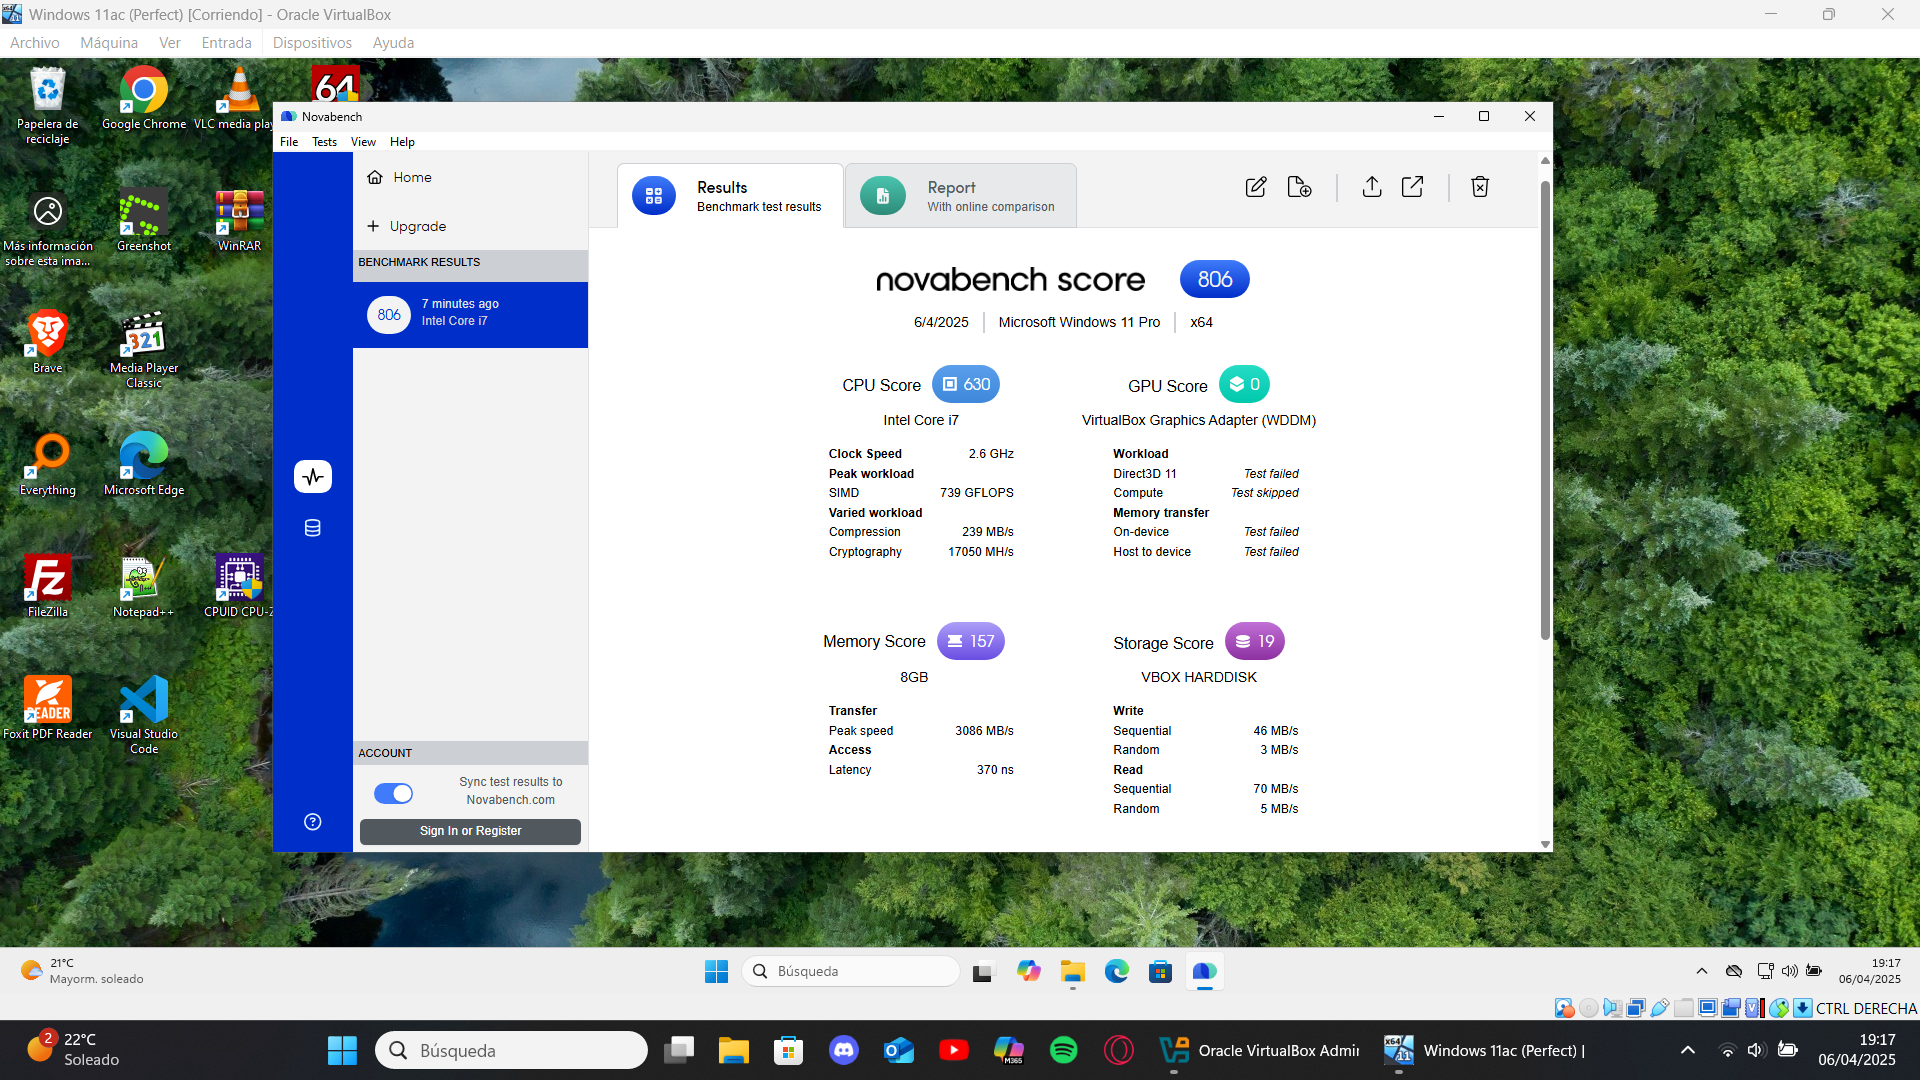 Windows 11ac (Perfect) [Corriendo] - Oracle VirtualBox
Archivo Máquina Ver Entrada Dispositivos Ayuda
Papelera de
reciclaje
Google Chrome
VLC media play
64
Más información
sobre esta ima...
Greenshot
WinRAR
Brave
321
Media Player
Classic
Everything
Microsoft Edge
FileZilla
Notepad++
CPUID CPU-Z
READER
Foxit PDF Reader
Visual Studio
Code
Novabench
File Tests View Help
Home
Upgrade
BENCHMARK RESULTS
806
7 minutes ago
Intel Core i7
ACCOUNT
Sync test results to
Novabench.com
Sign In or Register
Results
Benchmark test results
Report
With online comparison
novabench score 806
6/4/2025 Microsoft Windows 11 Pro x64
CPU Score 630
Intel Core i7
Clock Speed 2.6 GHz
Peak workload
SIMD 739 GFLOPS
Varied workload
Compression 239 MB/s
Cryptography 17050 MH/s
GPU Score 0
VirtualBox Graphics Adapter (WDDM)
Workload
Direct3D 11 Test failed
Compute Test skipped
Memory transfer
On-device Test failed
Host to device Test failed
Memory Score 157
8GB
Transfer
Peak speed 3086 MB/s
Access
Latency 370 ns
Storage Score 19
VBOX HARDDISK
Write
Sequential 46 MB/s
Random 3 MB/s
Read
Sequential 70 MB/s
Random 5 MB/s
21°C
Mayorm. soleado
Búsqueda
19:17
06/04/2025
CTRL DERECHA
2
22°C
Soleado
Búsqueda
M365
Oracle VirtualBox Admir
x64
11
Windows 11ac (Perfect) |
19:17
06/04/2025